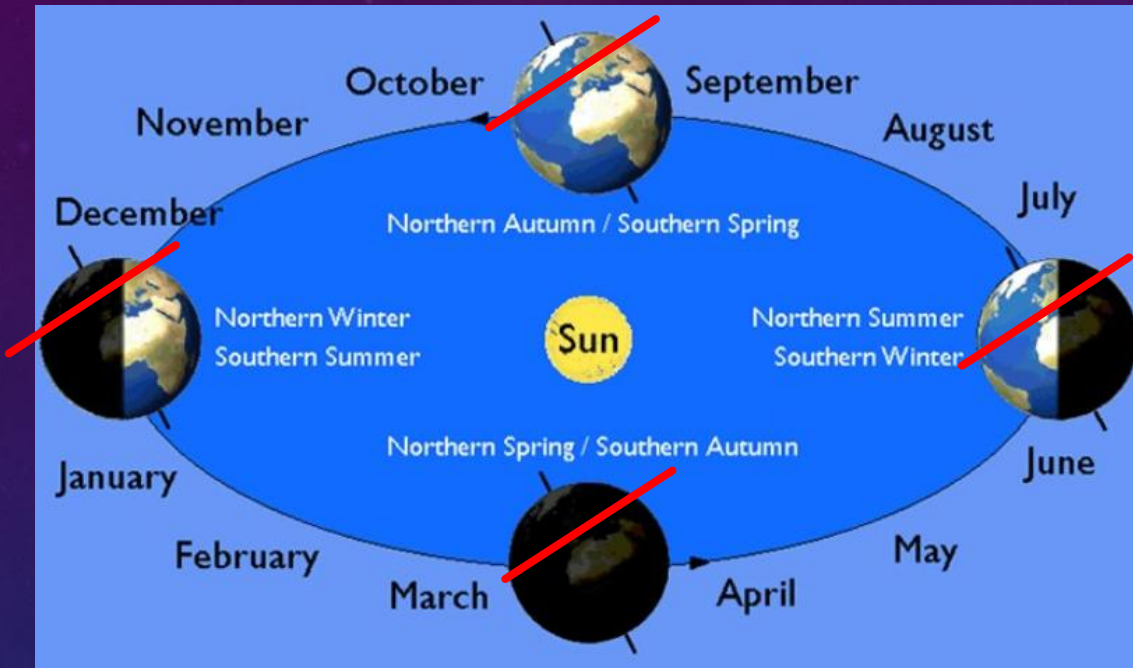 October
September
November
August
December
July
Northern Autumn / Southern Spring
Northern Winter
Southern Summer
Sun
Northern Summer
Southern Winter
Northern Spring / Southern Autumn
January
June
February
May
March
April